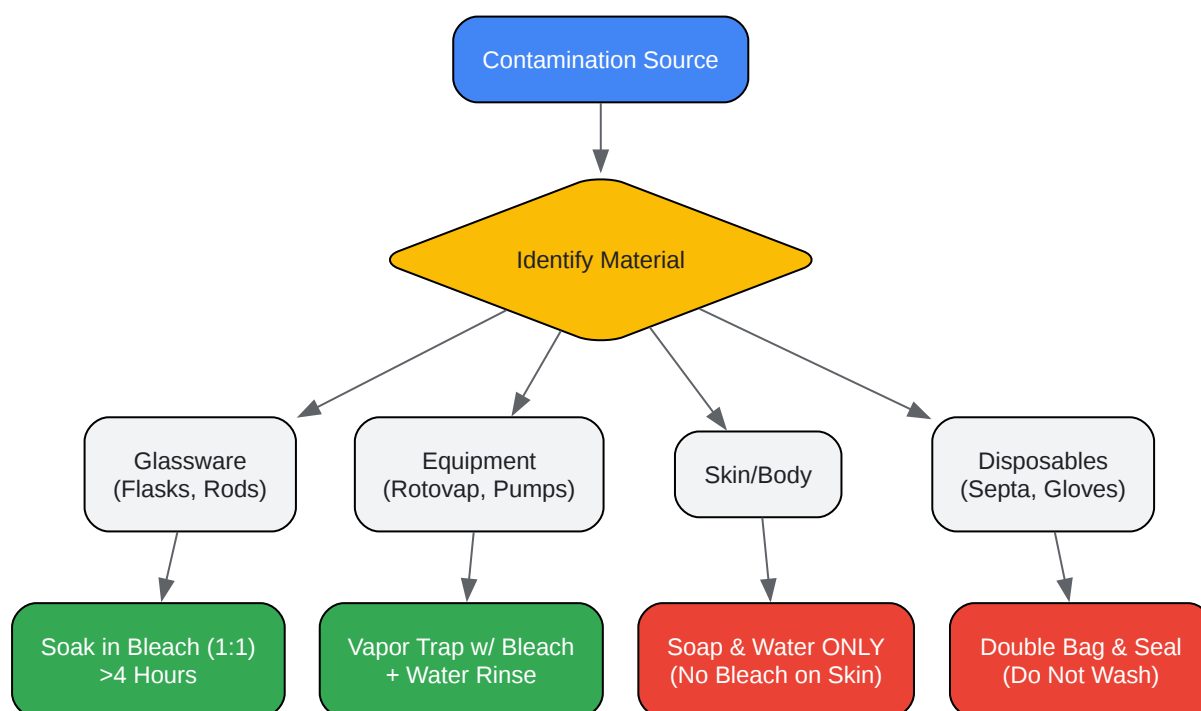 Contamination Source
Identify Material
Glassware
(Flasks, Rods)
Equipment
(Rotovap, Pumps)
Skin/Body
Disposables
(Septa, Gloves)
Soak in Bleach (1:1)
>4 Hours
Vapor Trap w/ Bleach
+ Water Rinse
Soap & Water ONLY
(No Bleach on Skin)
Double Bag & Seal
(Do Not Wash)